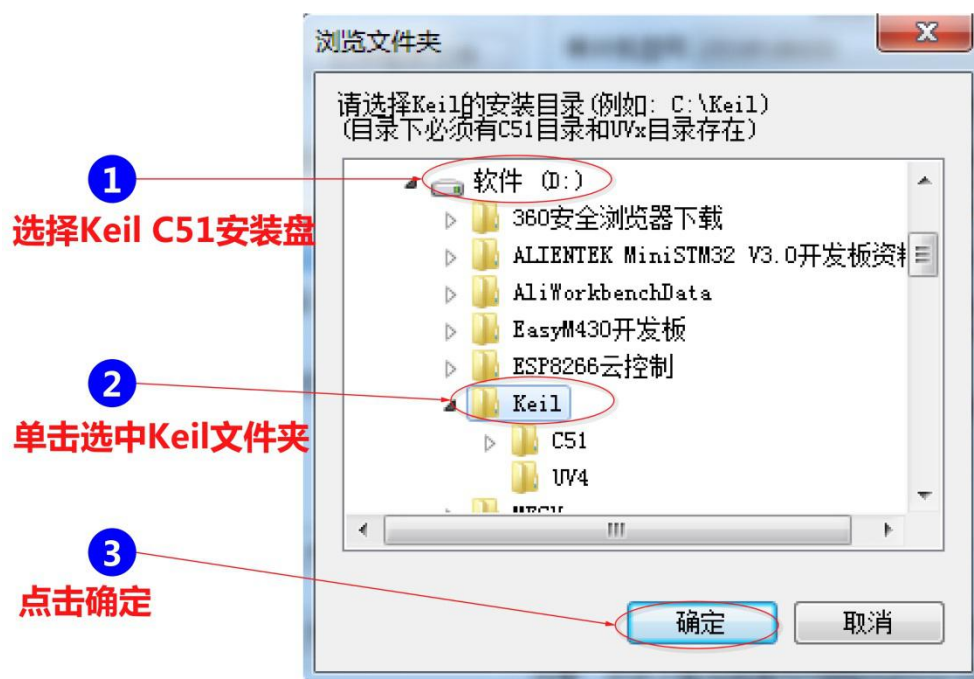 浏览文件夹
请选择Keil的安装目录(例如: C:\Keil)
(目录下必须有C51目录和UVx目录存在)
1
选择Keil C51安装盘
软件 (D:)
360安全浏览器下载
ALIENTEK MiniSTM32 V3.0开发板资料
AliWorkbenchData
EasyM430开发板
ESP8266云控制
2
单击选中Keil文件夹
Keil
C51
UV4
3
点击确定
确定
取消